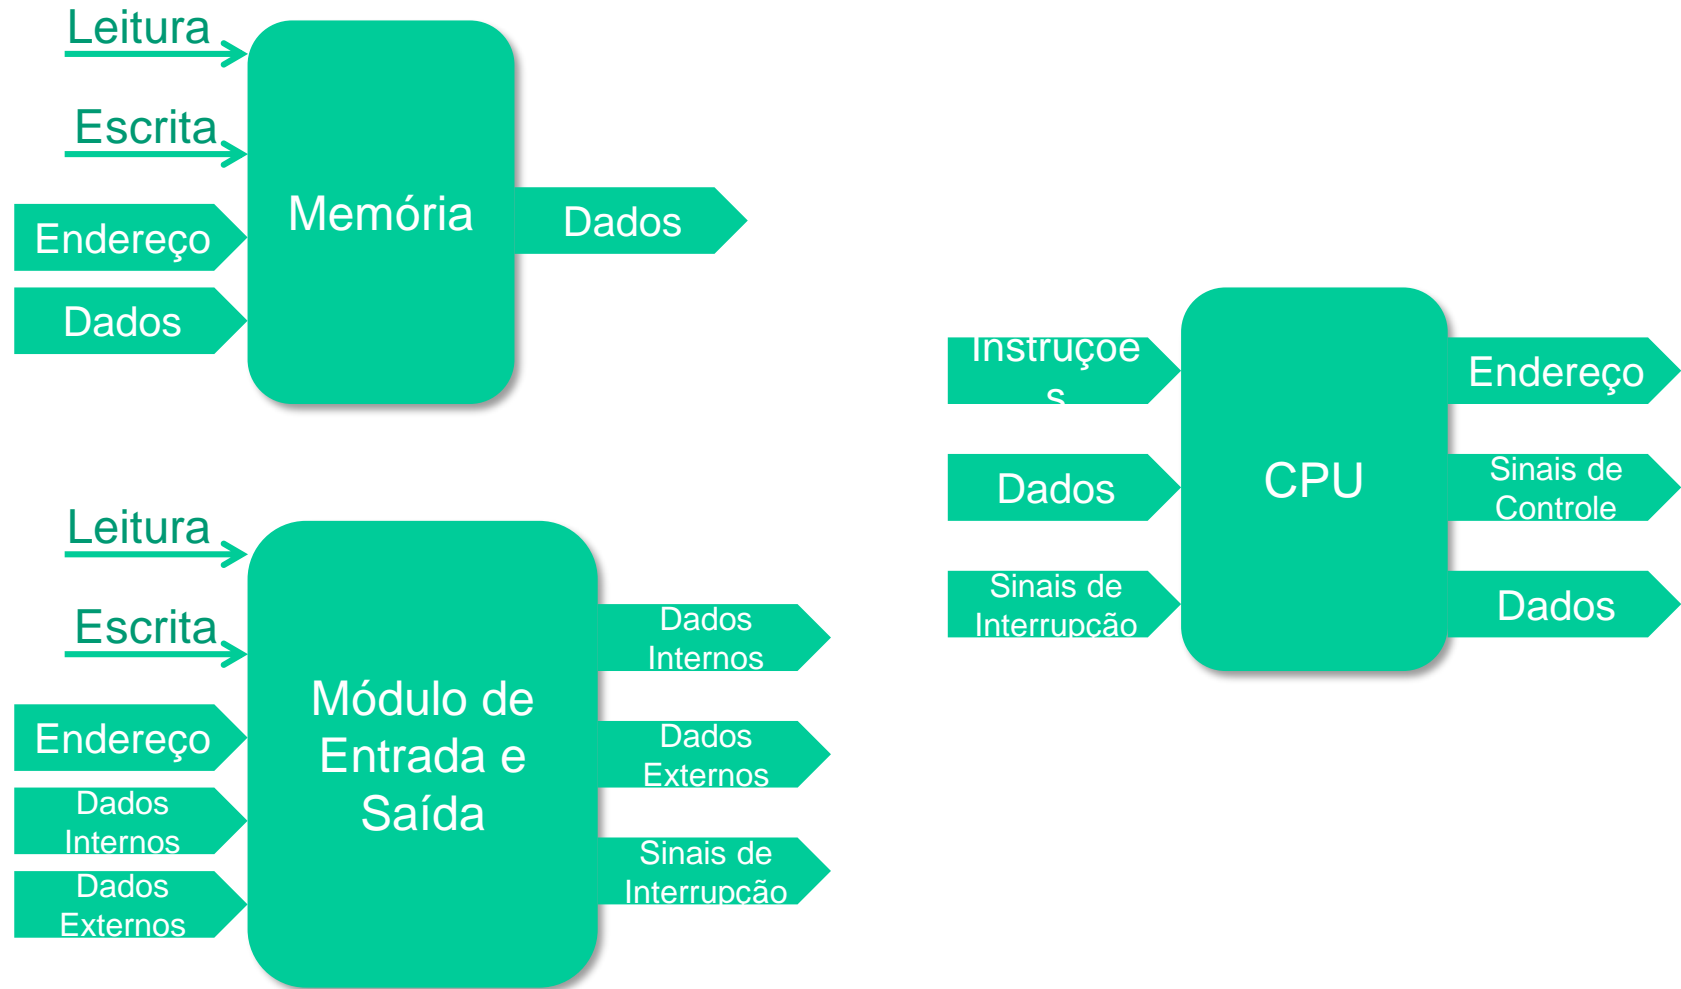 Leitura
Escrita
Endereço
Dados
Memória
Dados
Leitura
Escrita
Endereço
Dados
Internos
Dados
Externos
Módulo de
Entrada e
Saída
Dados
Internos
Dados
Externos
Sinais de
Interrupção
Instruçõe
s
Dados
Sinais de
Interrupção
CPU
Endereço
Sinais de
Controle
Dados